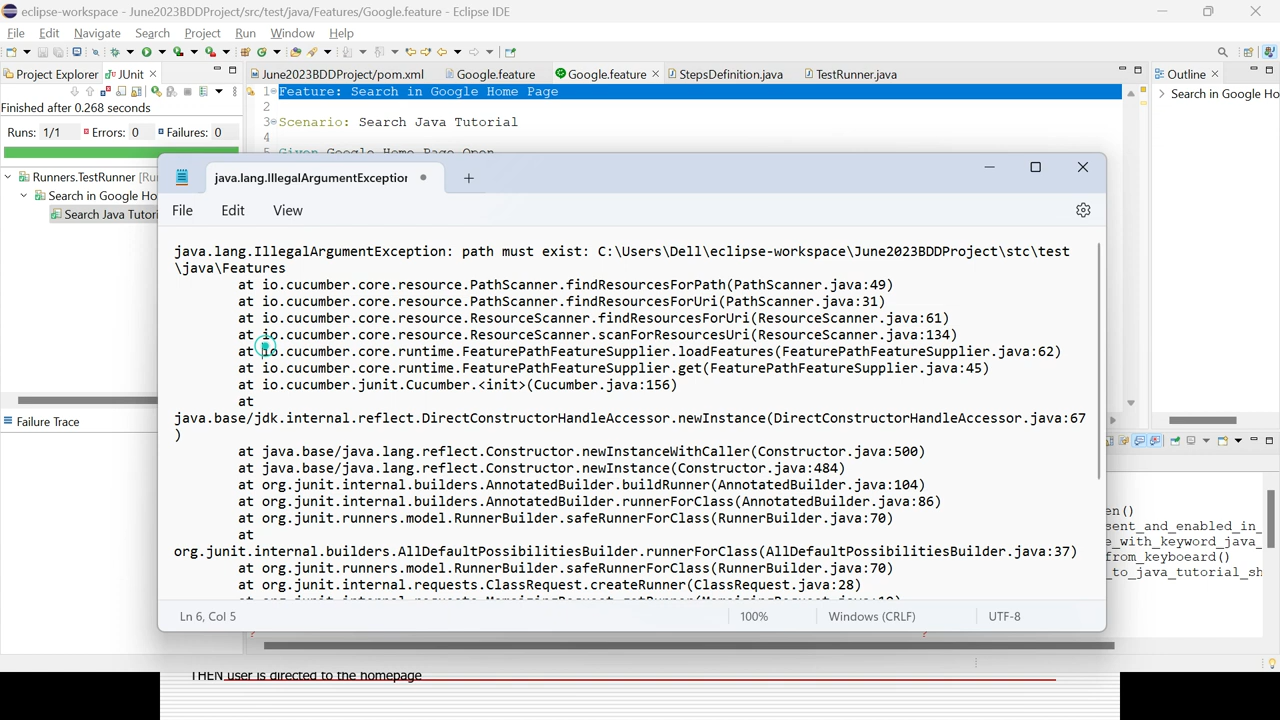 eclipse-workspace - June2023BDDProject/src/test/java/Features/Google.feature - Eclipse IDE
File Edit Navigate Search Project Run Window Help
Project Explorer JUnit
June2023BDDProject/pom.xml Google.feature Google.feature StepsDefinition.java TestRunner.java
Outline
Finished after 0.268 seconds
Runs: 1/1 Errors: 0 Failures: 0
1 Feature: Search in Google Home Page
2
3 Scenario: Search Java Tutorial
4
5 Given Google Home Page Open
Search in Google Ho
Runners.TestRunner [Ru
Search in Google Ho
Search Java Tutori
Failure Trace
java.lang.IllegalArgumentException
File Edit View
java.lang.IllegalArgumentException: path must exist: C:\Users\Dell\eclipse-workspace\June2023BDDProject\stc\test
\java\Features
at io.cucumber.core.resource.PathScanner.findResourcesForPath(PathScanner.java:49)
at io.cucumber.core.resource.PathScanner.findResourcesForUri(PathScanner.java:31)
at io.cucumber.core.resource.ResourceScanner.findResourcesForUri(ResourceScanner.java:61)
at io.cucumber.core.resource.ResourceScanner.scanForResourcesUri(ResourceScanner.java:134)
at io.cucumber.core.runtime.FeaturePathFeatureSupplier.loadFeatures(FeaturePathFeatureSupplier.java:62)
at io.cucumber.core.runtime.FeaturePathFeatureSupplier.get(FeaturePathFeatureSupplier.java:45)
at io.cucumber.junit.Cucumber.<init>(Cucumber.java:156)
at
java.base/jdk.internal.reflect.DirectConstructorHandleAccessor.newInstance(DirectConstructorHandleAccessor.java:67
)
at java.base/java.lang.reflect.Constructor.newInstanceWithCaller(Constructor.java:500)
at java.base/java.lang.reflect.Constructor.newInstance(Constructor.java:484)
at org.junit.internal.builders.AnnotatedBuilder.buildRunner(AnnotatedBuilder.java:104)
at org.junit.internal.builders.AnnotatedBuilder.runnerForClass(AnnotatedBuilder.java:86)
at org.junit.runners.model.RunnerBuilder.safeRunnerForClass(RunnerBuilder.java:70)
at
org.junit.internal.builders.AllDefaultPossibilitiesBuilder.runnerForClass(AllDefaultPossibilitiesBuilder.java:37)
at org.junit.runners.model.RunnerBuilder.safeRunnerForClass(RunnerBuilder.java:70)
at org.junit.internal.requests.ClassRequest.createRunner(ClassRequest.java:28)
Ln 6, Col 5 100% Windows (CRLF) UTF-8
en()
sent_and_enabled_in_
e_with_keyword_java_
from_keyboeard()
_to_java_tutorial_sh
THEN user is directed to the homepage